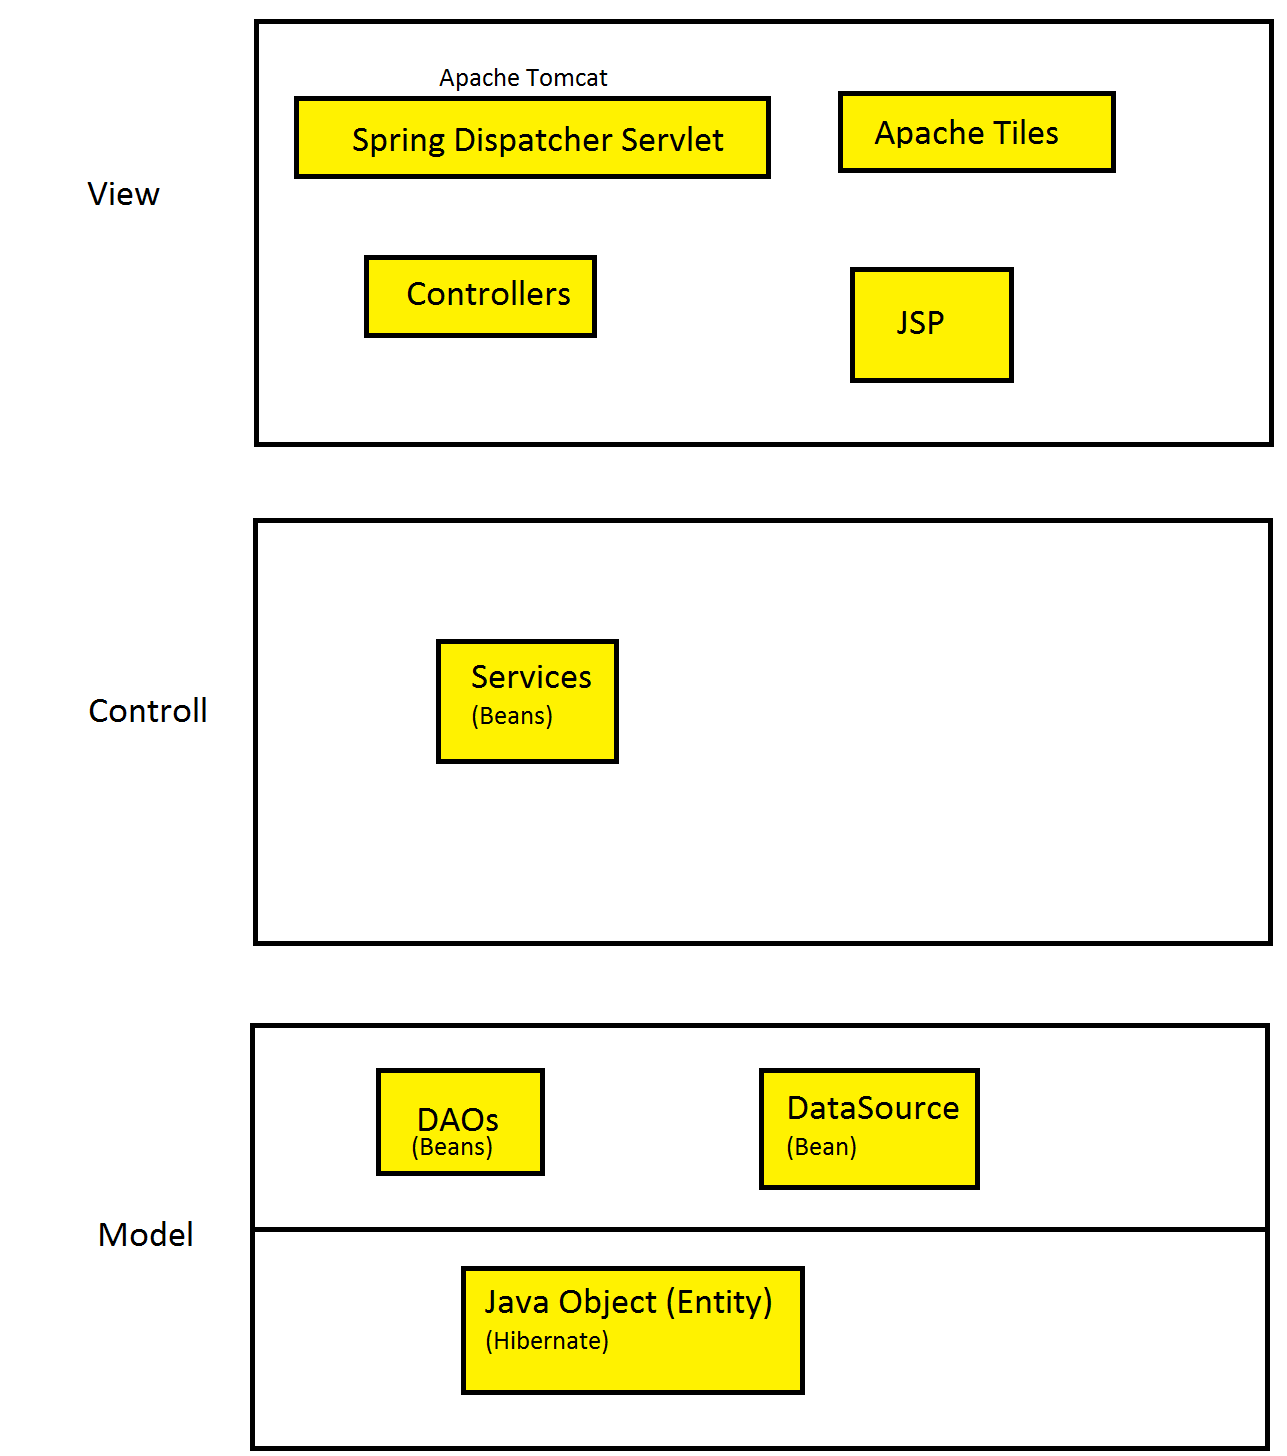 Apache Tomcat
Spring Dispatcher Servlet
Apache Tiles
View
Controllers
JSP
Services
(Beans)
Controll
DAOs
(Beans)
DataSource
(Bean)
Model
Java Object (Entity)
(Hibernate)